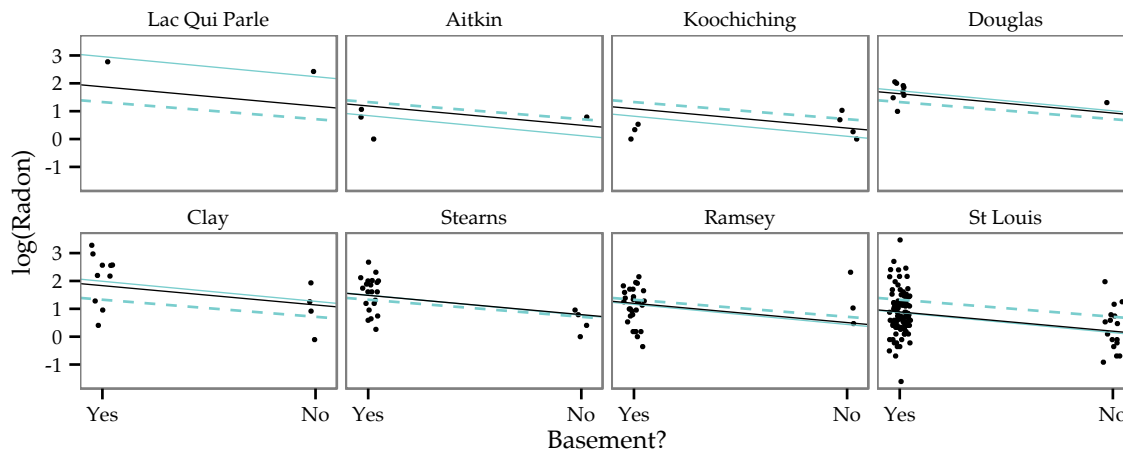 Lac Qui Parle Aitkin Koochiching Douglas
3
2
1
0
-1
Clay Stearns Ramsey St Louis
3
2
1
0
-1
log(Radon)
Yes No Yes No Yes No Yes No
Basement?